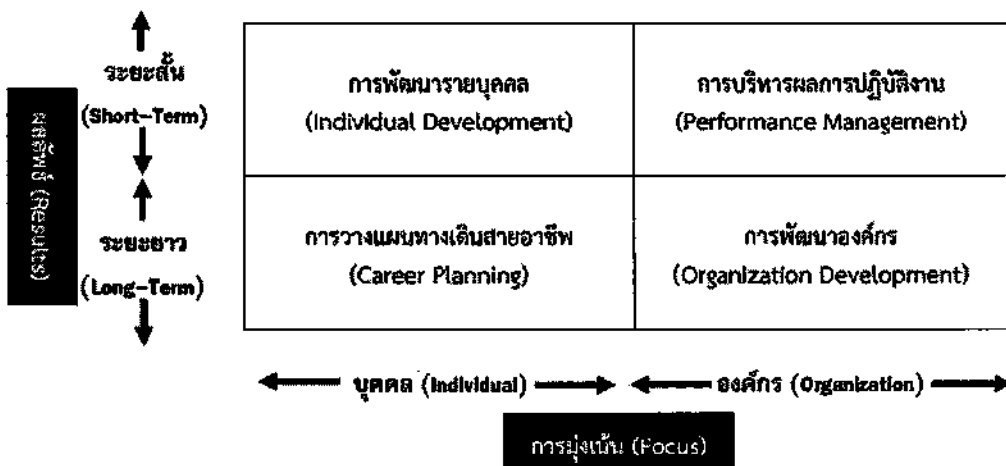 ผลลัพธ์ (Results)
ระยะสั้น
(Short-Term)
ระยะยาว
(Long-Term)
การพัฒนารายบุคคล
(Individual Development)
การบริหารผลการปฏิบัติงาน
(Performance Management)
การวางแผนทางเดินสายอาชีพ
(Career Planning)
การพัฒนาองค์กร
(Organization Development)
บุคคล (Individual)
องค์กร (Organization)
การมุ่งเน้น (Focus)